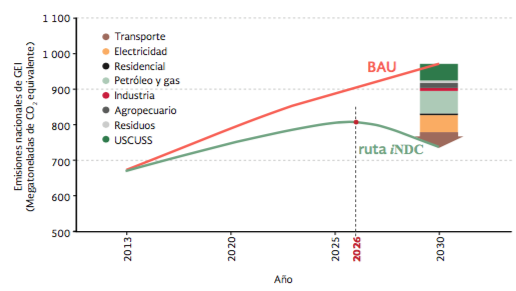 Emisiones nacionales de GEI
(Megatoneladas de CO2 equivalente)
1 100
1 000
900
800
700
600
500
Transporte
Electricidad
Residencial
Petróleo y gas
Industria
Agropecuario
Residuos
USCUSS
BAU
ruta iNDC
2013
2020
2025
2026
2030
Año